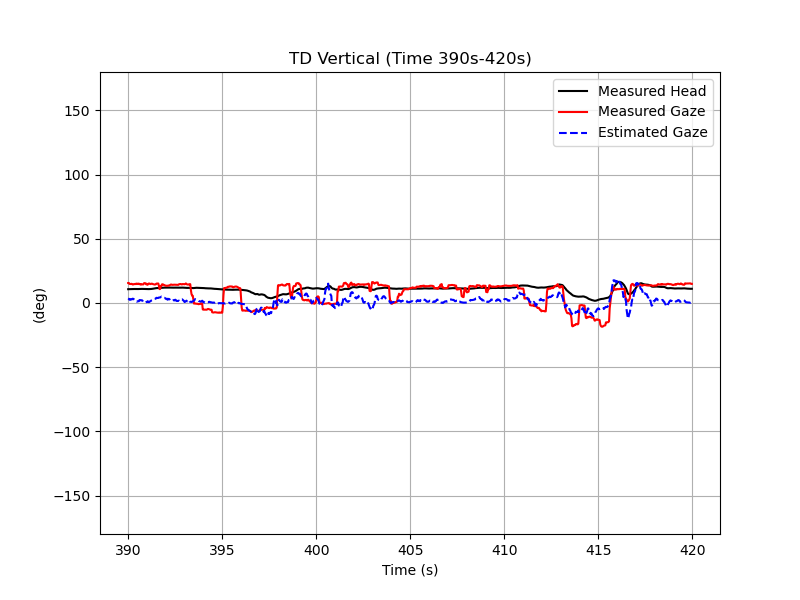 TD Vertical (Time 390s-420s)
Measured Head
Measured Gaze
Estimated Gaze
150
100
50
0
−50
−100
−150
(deg)
390 395 400 405 410 415 420
Time (s)